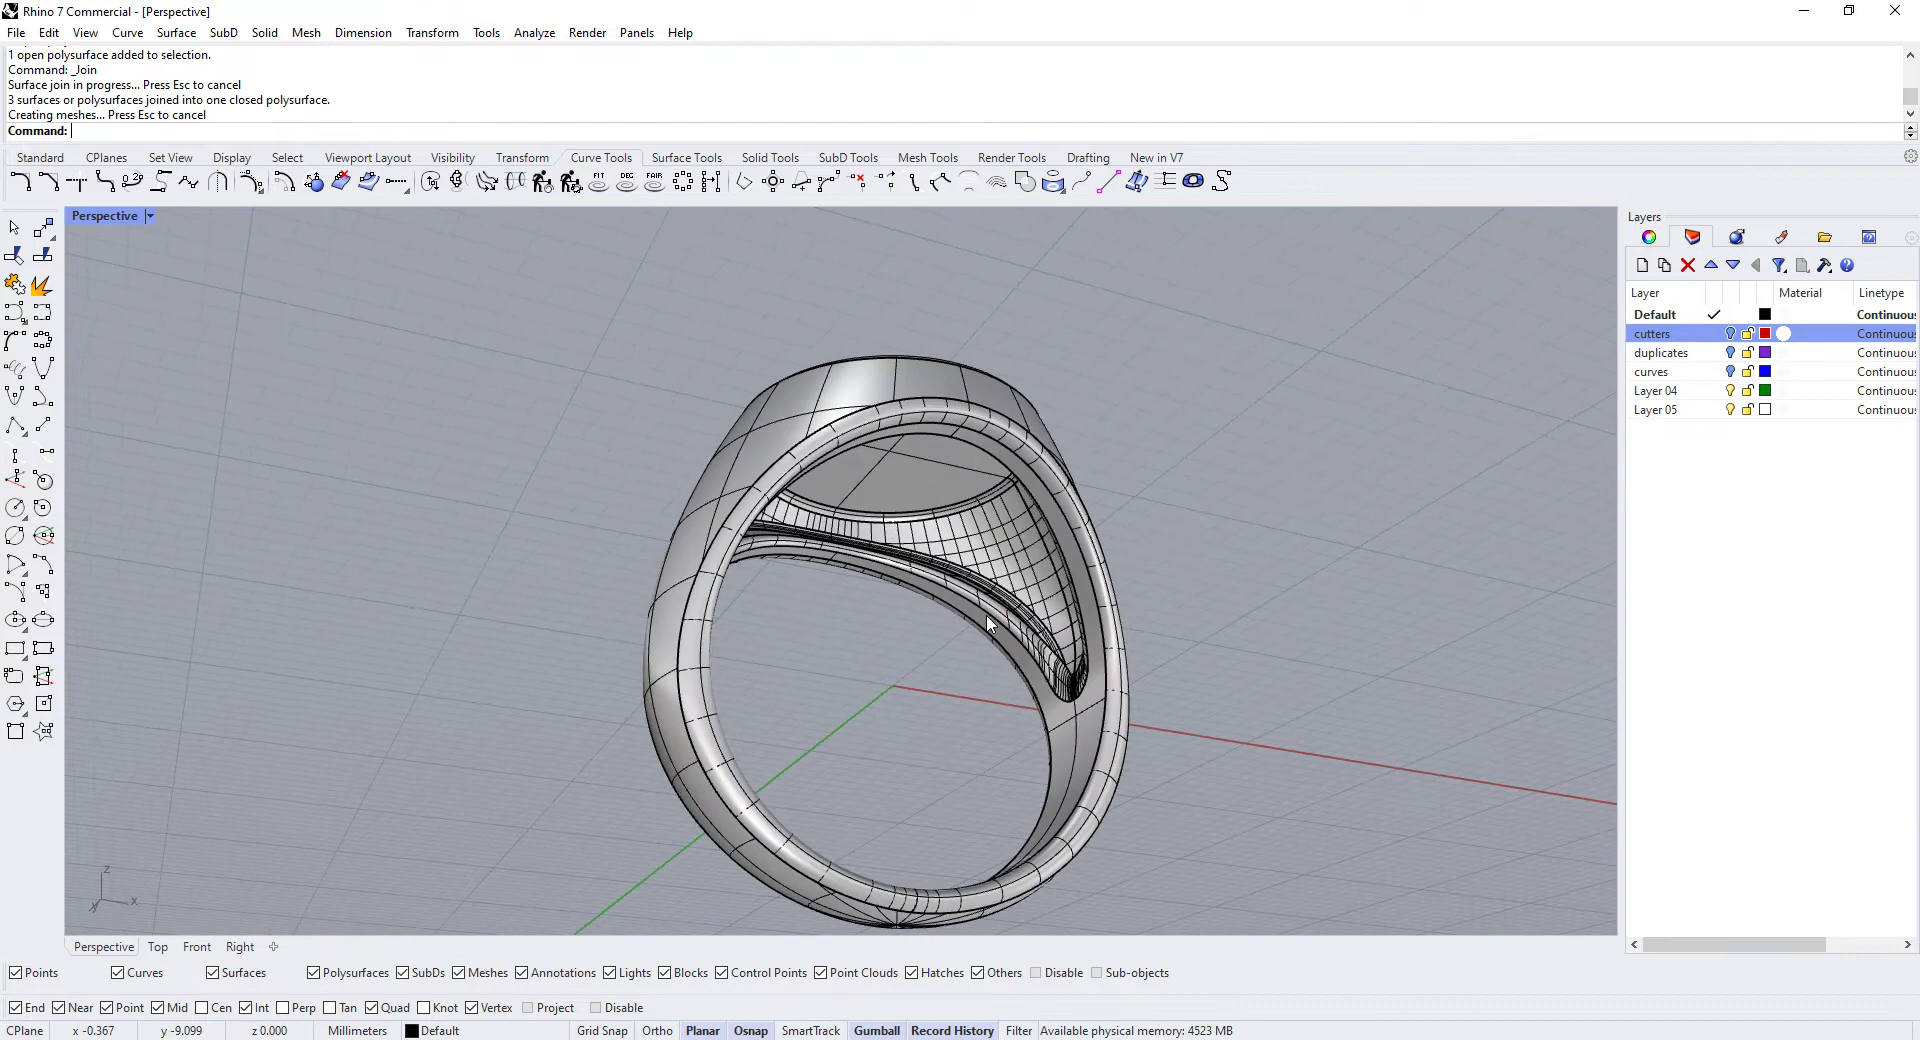 Rhino 7 Commercial - [Perspective]
File Edit View Curve Surface SubD Solid Mesh Dimension Transform Tools Analyze Render Panels Help
1 open polysurface added to selection.
Command: _Join
Surface join in progress... Press Esc to cancel
3 surfaces or polysurfaces joined into one closed polysurface.
Creating meshes... Press Esc to cancel
Command:
Standard CPlanes Set View Display Select Viewport Layout Visibility Transform Curve Tools Surface Tools Solid Tools SubD Tools Mesh Tools Render Tools Drafting New in V7
FIT DEG FAIR
Perspective
Layers
Layer Material Linetype
Default Continuous
cutters Continuous
duplicates Continuous
curves Continuous
Layer 04 Continuous
Layer 05 Continuous
z
y x
Perspective Top Front Right
Points Curves Surfaces Polysurfaces SubDs Meshes Annotations Lights Blocks Control Points Point Clouds Hatches Others Disable Sub-objects
End Near Point Mid Cen Int Perp Tan Quad Knot Vertex Project Disable
CPlane x -0.367 y -9.099 z 0.000 Millimeters Default Grid Snap Ortho Planar Osnap SmartTrack Gumball Record History Filter Available physical memory: 4523 MB